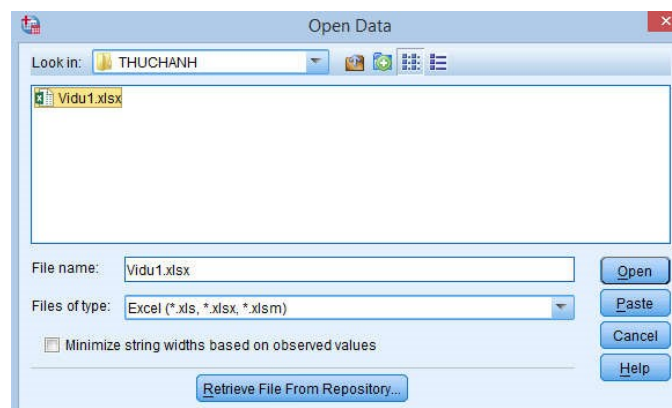 Open Data
Look in: THUCHANH
Vidu1.xlsx
File name: Vidu1.xlsx
Open
Files of type: Excel (*.xls, *.xlsx, *.xlsm)
Paste
Minimize string widths based on observed values
Cancel
Help
Retrieve File From Repository...